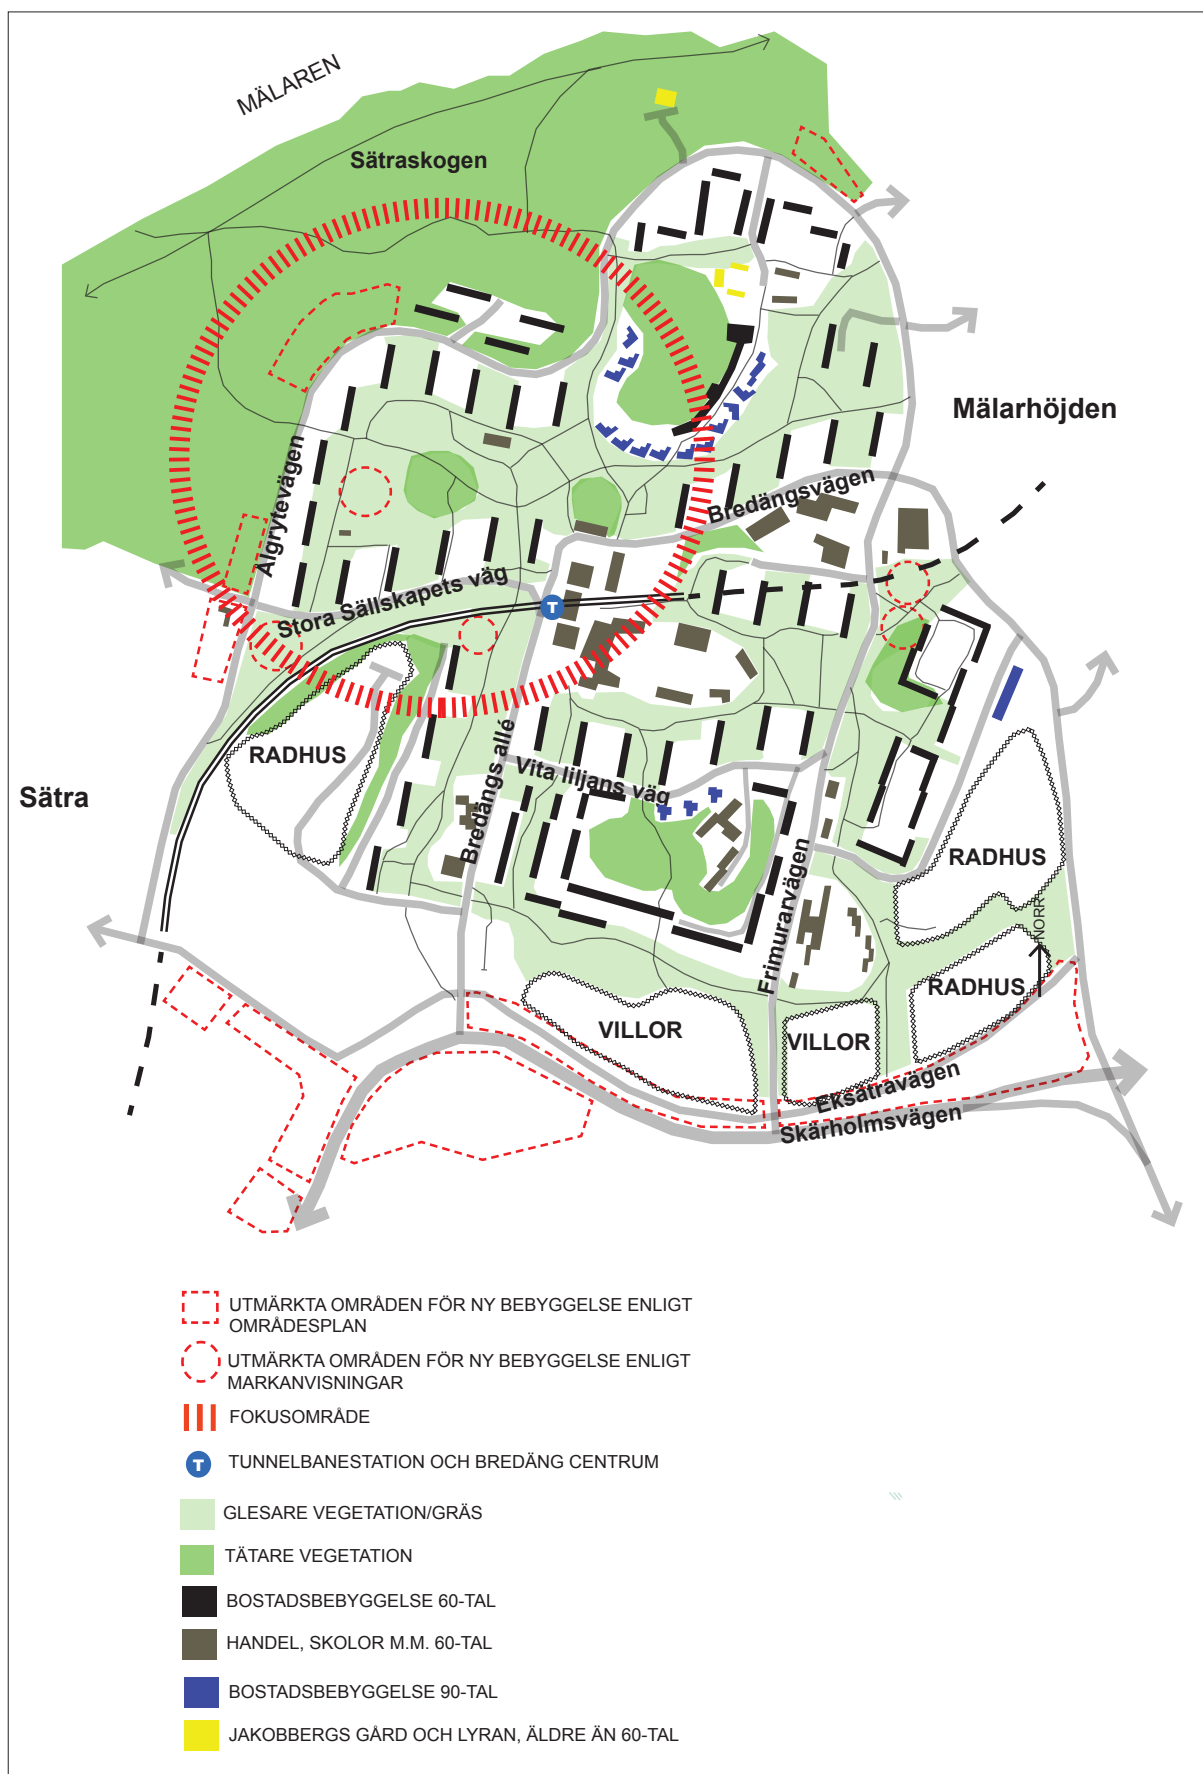 MÄLAREN
Sätraskogen
Mälarhöjden
Bredängsvägen
Ålgrytevägen
Stora Sällskapets väg
T
RADHUS
Sätra
Bredängs allé
Vita liljans väg
Frimurarvägen
RADHUS
NORR
RADHUS
VILLOR
VILLOR
Eksätravägen
Skärholmsvägen
UTMÄRKTA OMRÅDEN FÖR NY BEBYGGELSE ENLIGT
OMRÅDESPLAN
UTMÄRKTA OMRÅDEN FÖR NY BEBYGGELSE ENLIGT
MARKANVISNINGAR
FOKUSOMRÅDE
T
TUNNELBANESTATION OCH BREDÄNG CENTRUM
GLESARE VEGETATION/GRÄS
TÄTARE VEGETATION
BOSTADSBEBYGGELSE 60-TAL
HANDEL, SKOLOR M.M. 60-TAL
BOSTADSBEBYGGELSE 90-TAL
JAKOBBERGS GÅRD OCH LYRAN, ÄLDRE ÄN 60-TAL